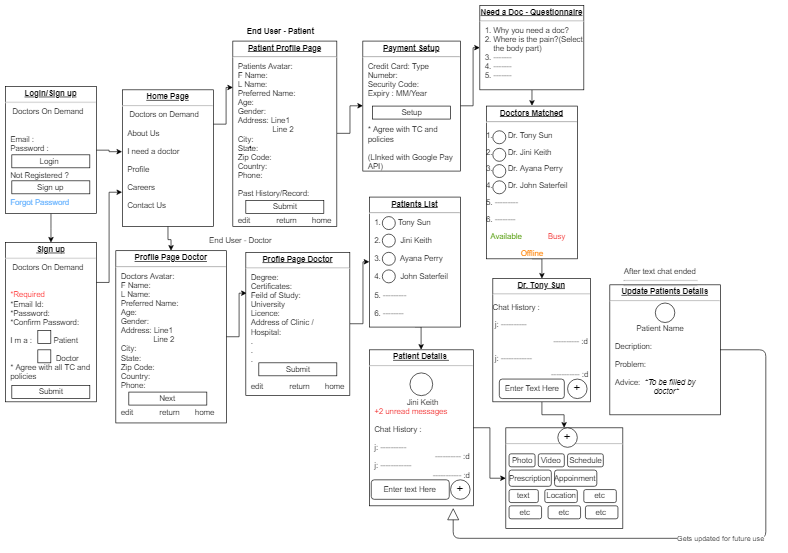 Login/Sign up
Doctors On Demand
Email :
Password :
Login
Not Registered ?
Sign up
Forgot Password
Sign up
Doctors On Demand
*Required
*Email Id:
*Password:
*Confirm Password:
I m a :
Patient
Doctor
* Agree with all TC and
policies
Submit
Home Page
Doctors on Demand
About Us
I need a doctor
Profile
Careers
Contact Us
End User - Patient
Patient Profile Page
Patients Avatar:
F Name:
L Name:
Preferred Name:
Age:
Gender:
Address: Line1
Line 2
City:
State:
Zip Code:
Country:
Phone:
Past History/Record:
Submit
edit return home
End User - Doctor
Profile Page Doctor
Doctors Avatar:
F Name:
L Name:
Preferred Name:
Age:
Gender:
Address: Line1
Line 2
City:
State:
Zip Code:
Country:
Phone:
Next
edit return home
Profie Page Doctor
Degree:
Certificates:
Feild of Study:
University
Licence:
Address of Clinic /
Hospital:
.
.
.
Submit
edit return home
Payment Setup
Credit Card: Type
Numebr:
Security Code:
Expiry : MM/Year
Setup
* Agree with TC and
policies
(LInked with Google Pay
API)
Patients List
1. Tony Sun
2. Jini Keith
3. Ayana Perry
4. John Saterfeil
5. ———
6. ———
Patient Details
Jini Keith
+2 unread messages
Chat History :
j: ———
——— :d
j: ———
——— :d
Enter text Here
+
Need a Doc - Questionnaire
1. Why you need a doc?
2. Where is the pain?(Select
the body part)
3. ———
4. ———
5. ———
Doctors Matched
1. Dr. Tony Sun
2. Dr. Jini Keith
3. Dr. Ayana Perry
4. Dr. John Saterfeil
5. ———
6. ———
Available Busy
Offline
Dr. Tony Sun
Chat History :
j: ———
——— :d
j: ———
——— :d
Enter Text Here
+
+
Photo Video Schedule
Prescription Appoinment
text Location etc
etc etc etc
After text chat ended
Update Patients Details
Patient Name
Decription:
Problem:
Advice: "To be filled by
doctor"
Gets updated for future use